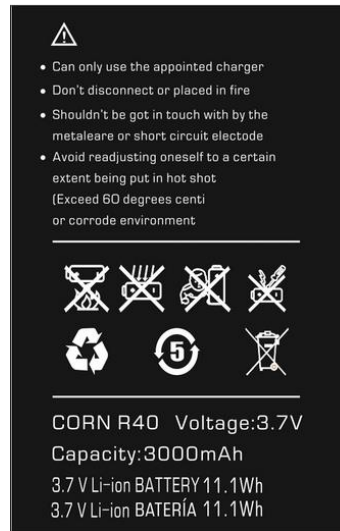 • Can only use the appointed charger
• Don't disconnect or placed in fire
• Shouldn't be got in touch with by the
metaleare or short circuit electode
• Avoid readjusting oneself to a certain
extent being put in hot shot
(Exceed 60 degrees centi
or corrode environment
5
CORN R40 Voltage:3.7V
Capacity:3000mAh
3.7 V Li-ion BATTERY 11.1Wh
3.7 V Li-ion BATERÍA 11.1Wh